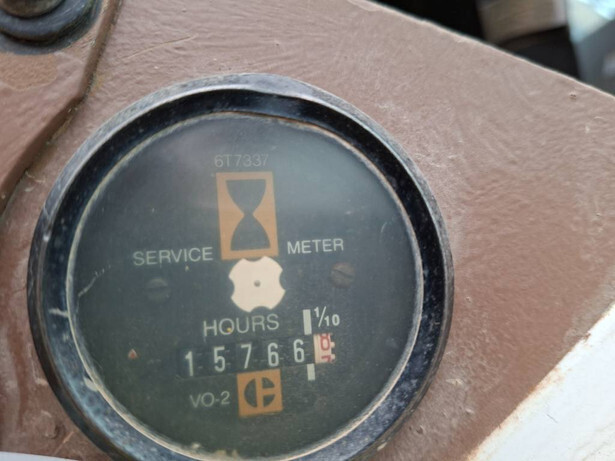 6T7337
SERVICE METER
HOURS 1/10
15766
VO-2